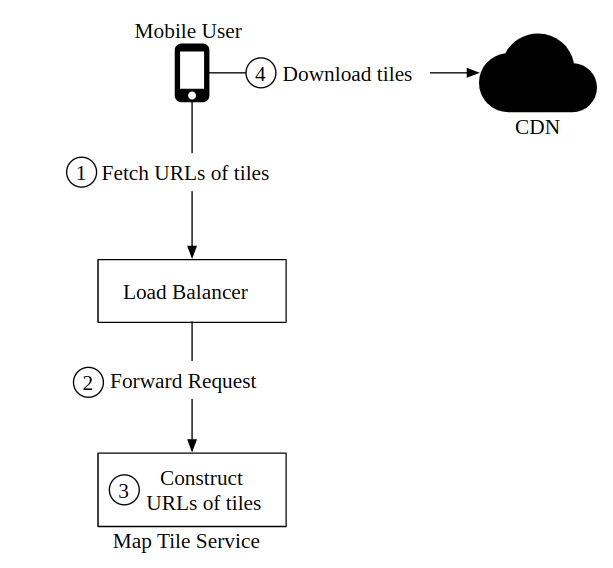 Mobile User
4 Download tiles
CDN
1 Fetch URLs of tiles
Load Balancer
2 Forward Request
3 Construct
URLs of tiles
Map Tile Service